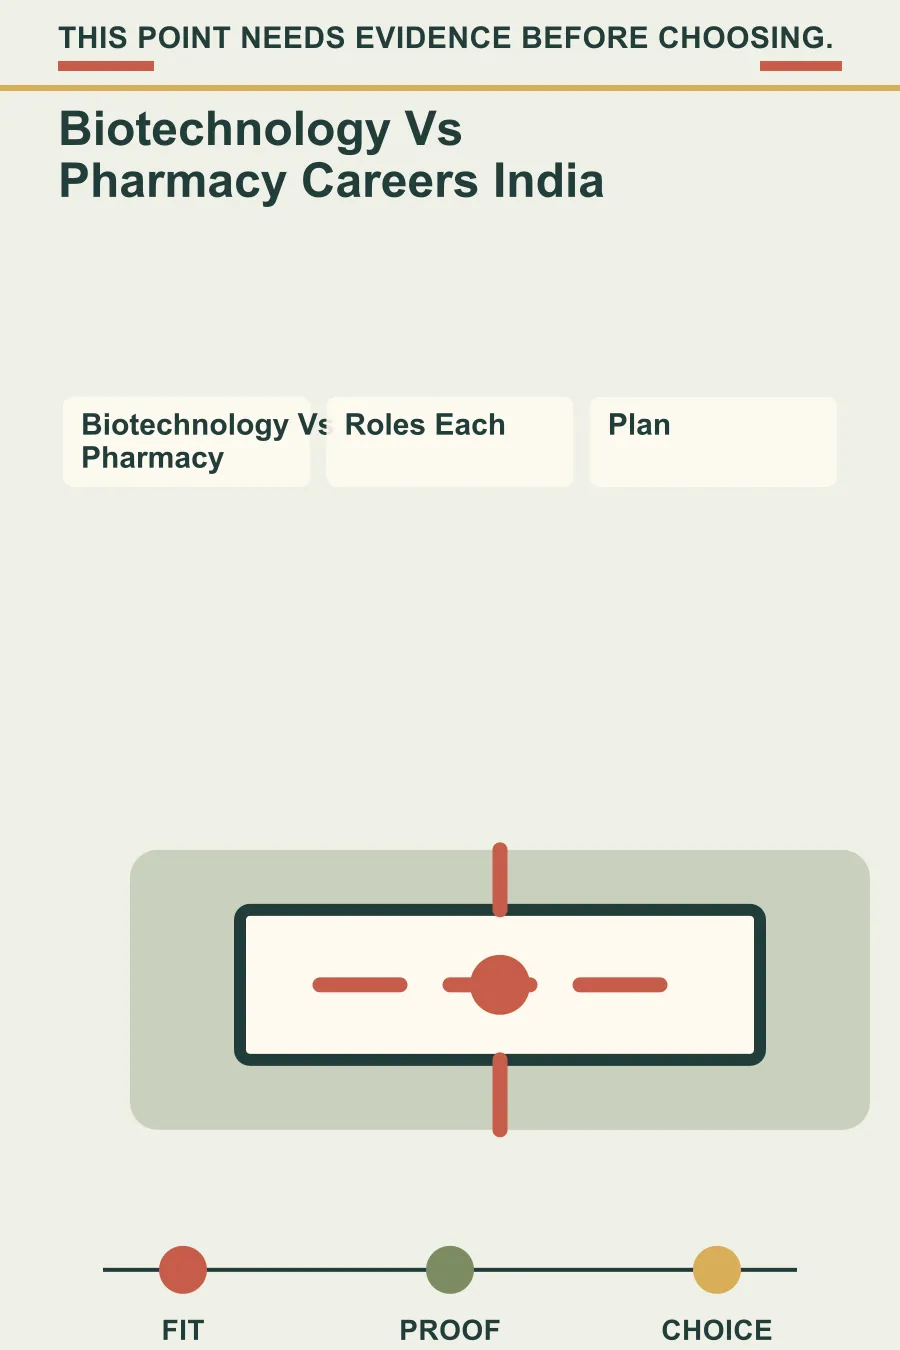 THIS POINT NEEDS EVIDENCE BEFORE CHOOSING.
Biotechnology Vs
Pharmacy Careers India
Biotechnology Vs
Pharmacy
Roles Each
Plan
FIT
PROOF
CHOICE